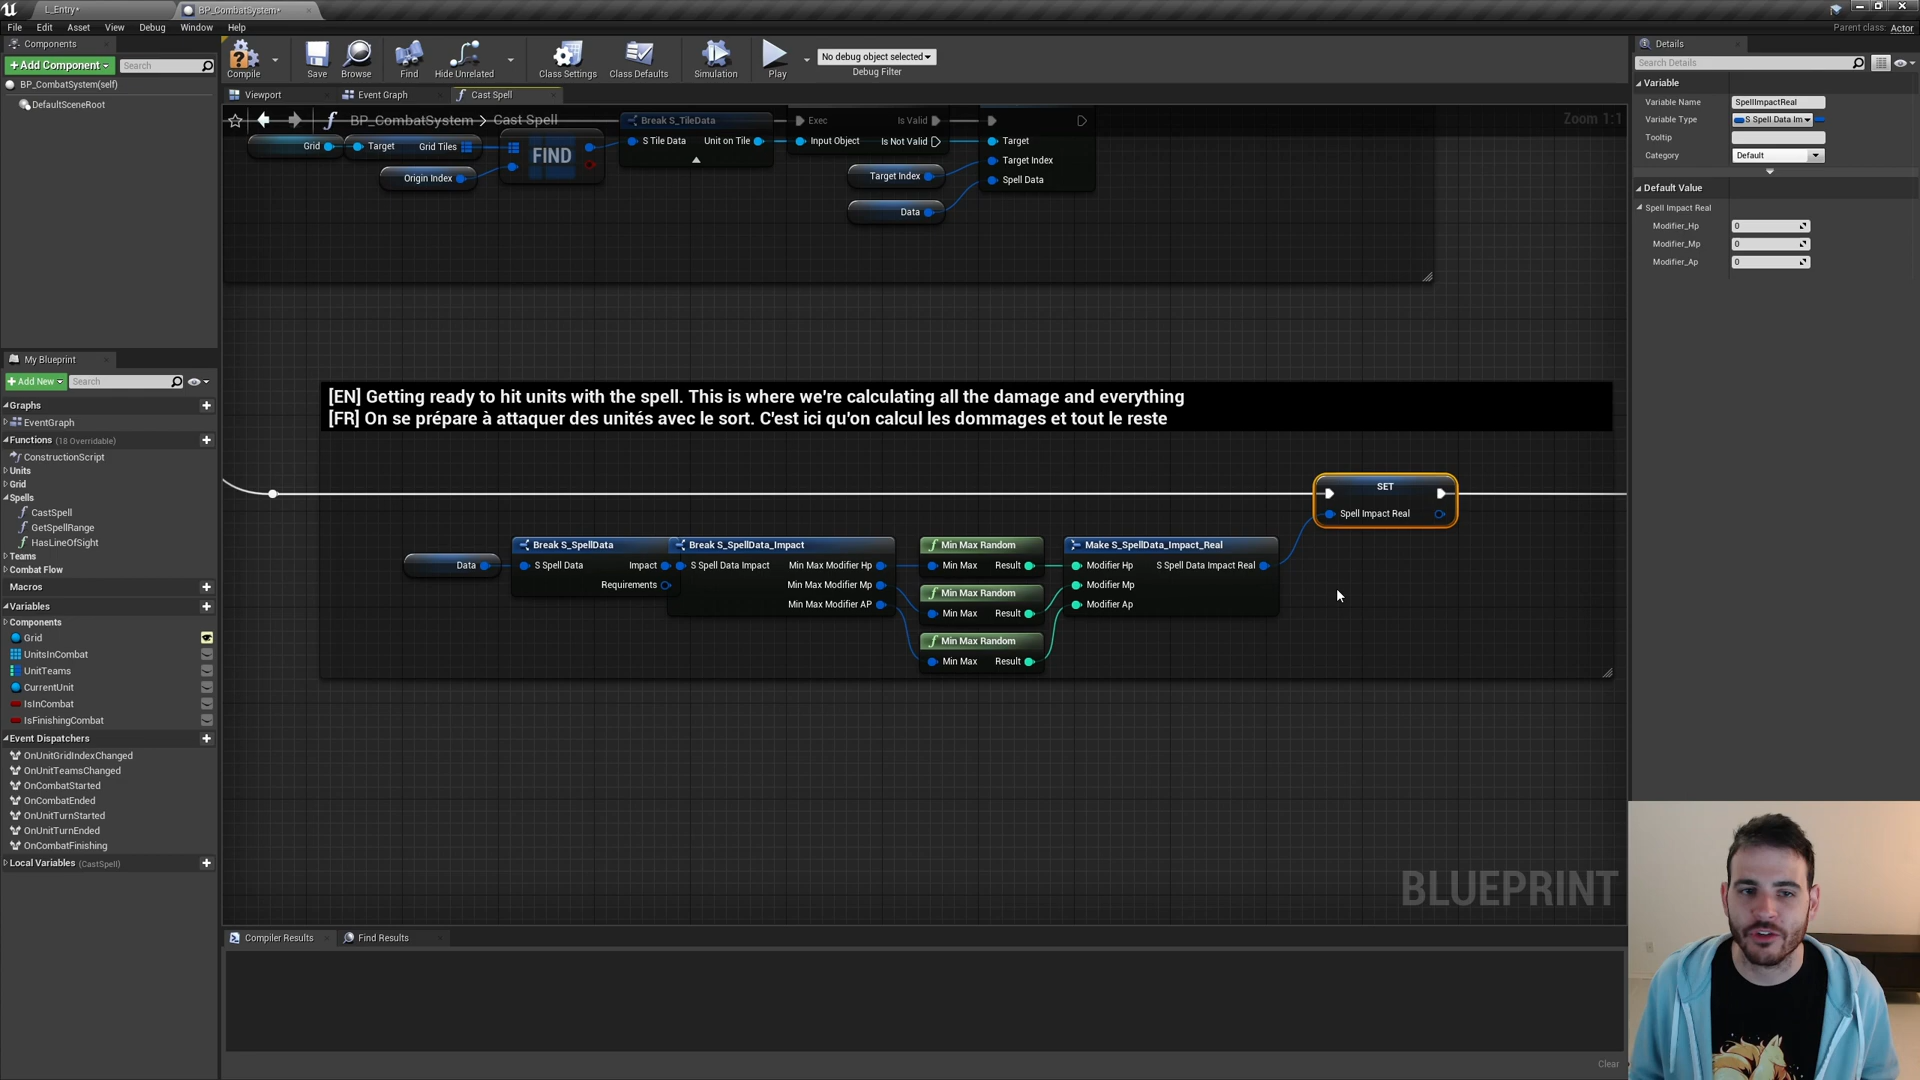 L_Entry*
BP_CombatSystem*
File Edit Asset View Debug Window Help
Parent class: Actor
Components
+Add Component
Search
BP_CombatSystem(self)
DefaultSceneRoot
Compile
Save
Browse
Find
Hide Unrelated
Class Settings
Class Defaults
Simulation
Play
No debug object selected
Debug Filter
Viewport
Event Graph
Cast Spell
BP_CombatSystem > Cast Spell
Zoom 1:1
Grid
Target
Grid Tiles
Origin Index
FIND
Break S_TileData
S Tile Data
Unit on Tile
Exec
Is Valid
Input Object
Is Not Valid
Target
Target Index
Spell Data
Target Index
Data
[EN] Getting ready to hit units with the spell. This is where we're calculating all the damage and everything
[FR] On se prépare à attaquer des unités avec le sort. C'est ici qu'on calcul les dommages et tout le reste
SET
Spell Impact Real
Data
Break S_SpellData
S Spell Data
Impact
Requirements
Break S_SpellData_Impact
S Spell Data Impact
Min Max Modifier Hp
Min Max Modifier Mp
Min Max Modifier AP
Min Max Random
Min Max
Result
Min Max Random
Min Max
Result
Min Max Random
Min Max
Result
Make S_SpellData_Impact_Real
Modifier Hp
S Spell Data Impact Real
Modifier Mp
Modifier Ap
BLUEPRINT
My Blueprint
+Add New
Search
Graphs
EventGraph
Functions (18 Overridable)
ConstructionScript
Units
Grid
Spells
CastSpell
GetSpellRange
HasLineOfSight
Teams
Combat Flow
Macros
Variables
Components
Grid
UnitsInCombat
UnitTeams
CurrentUnit
IsInCombat
IsFinishingCombat
Event Dispatchers
OnUnitGridIndexChanged
OnUnitTeamsChanged
OnCombatStarted
OnCombatEnded
OnUnitTurnStarted
OnUnitTurnEnded
OnCombatFinishing
Local Variables (CastSpell)
Compiler Results
Find Results
Clear
Details
Search Details
Variable
Variable Name
SpellImpactReal
Variable Type
S Spell Data Im
Tooltip
Category
Default
Default Value
Spell Impact Real
Modifier_Hp
0
Modifier_Mp
0
Modifier_Ap
0